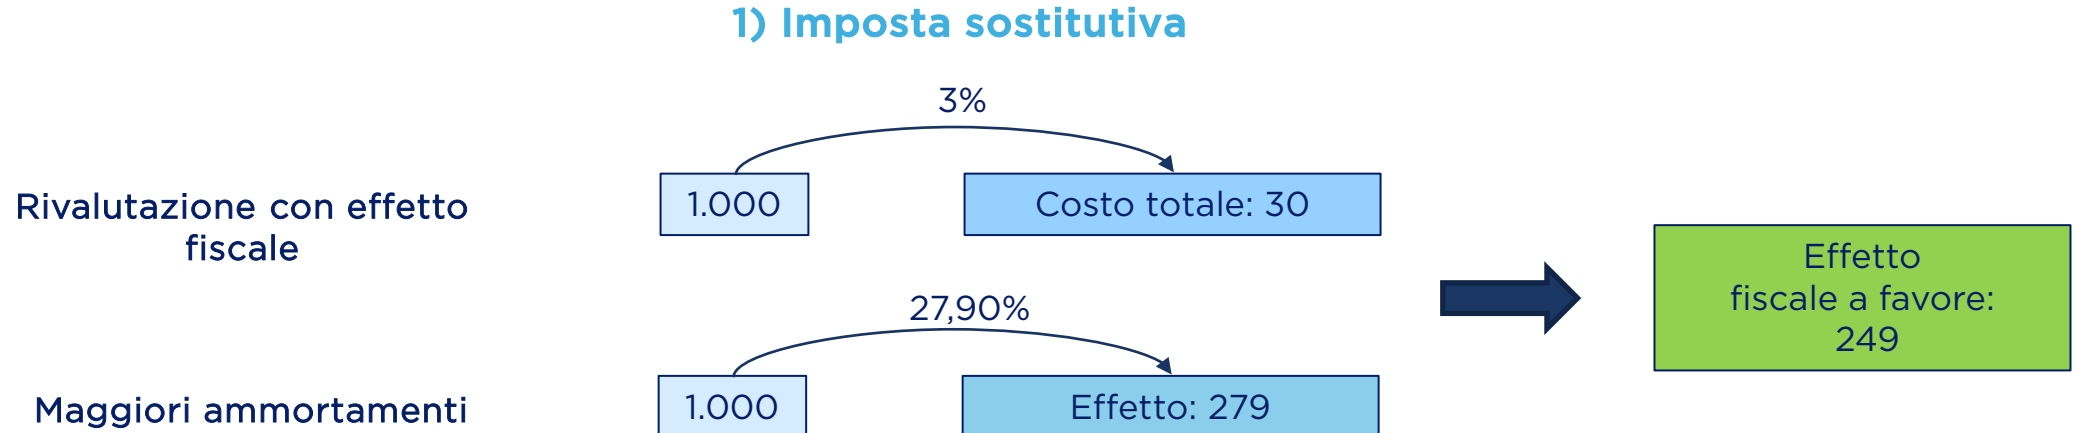 1) Imposta sostitutiva
3%
Rivalutazione con effetto
fiscale
1.000
Costo totale: 30
Effetto
fiscale a favore:
249
27,90%
Maggiori ammortamenti
1.000
Effetto: 279